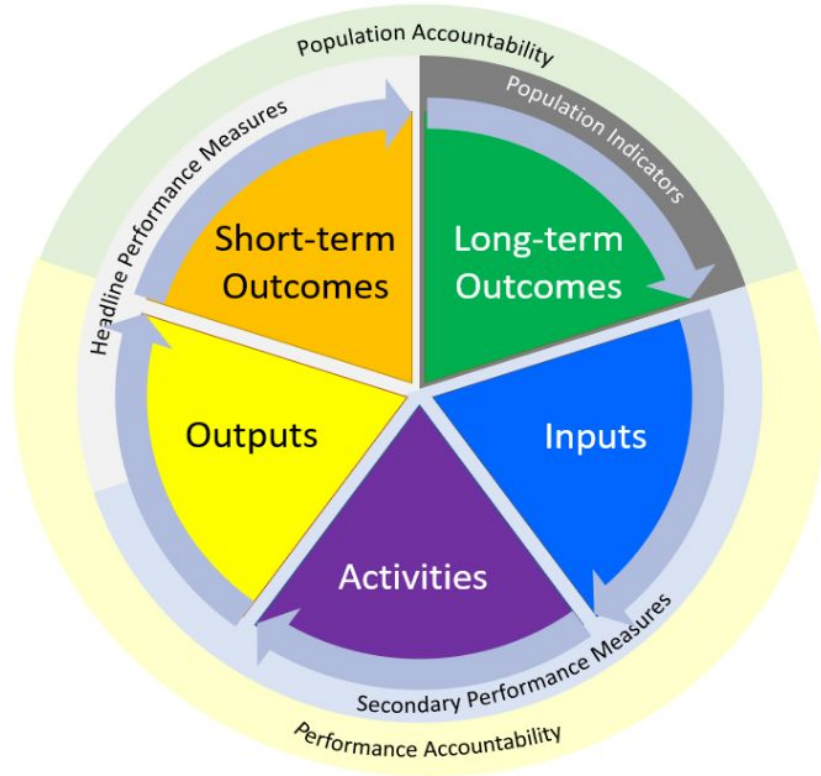 Population Accountability
Population Indicators
Headline Performance Measures
Short-term
Outcomes
Long-term
Outcomes
Outputs
Inputs
Activities
Secondary Performance Measures
Performance Accountability